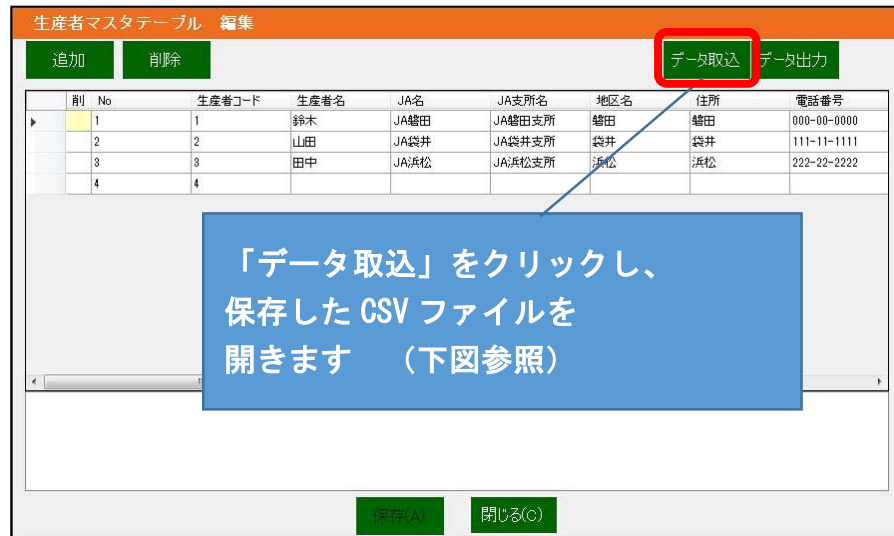 生産者マスタテーブル 編集
追加 削除 データ取込 データ出力
削 No 生産者コード 生産者名 JA名 JA支所名 地区名 住所 電話番号
1 1 鈴木 JA磐田 JA磐田支所 磐田 磐田 000-00-0000
2 2 山田 JA袋井 JA袋井支所 袋井 袋井 111-11-1111
3 3 田中 JA浜松 JA浜松支所 浜松 浜松 222-22-2222
4 4
「データ取込」をクリックし、
保存した CSV ファイルを
開きます （下図参照）
保存(A) 閉じる(C)